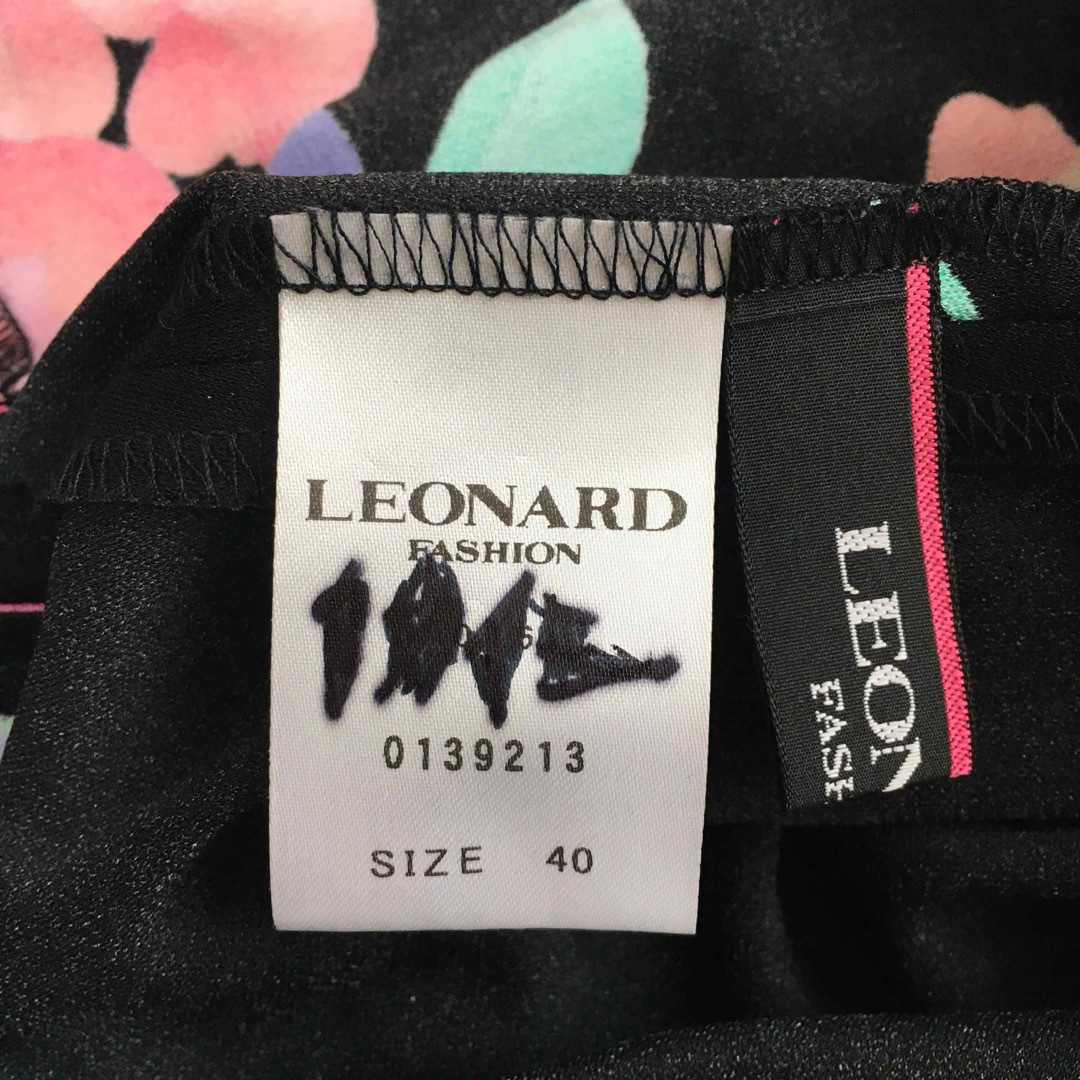 LEONARD
FASHION
0139213
SIZE 40
LEON
FASH